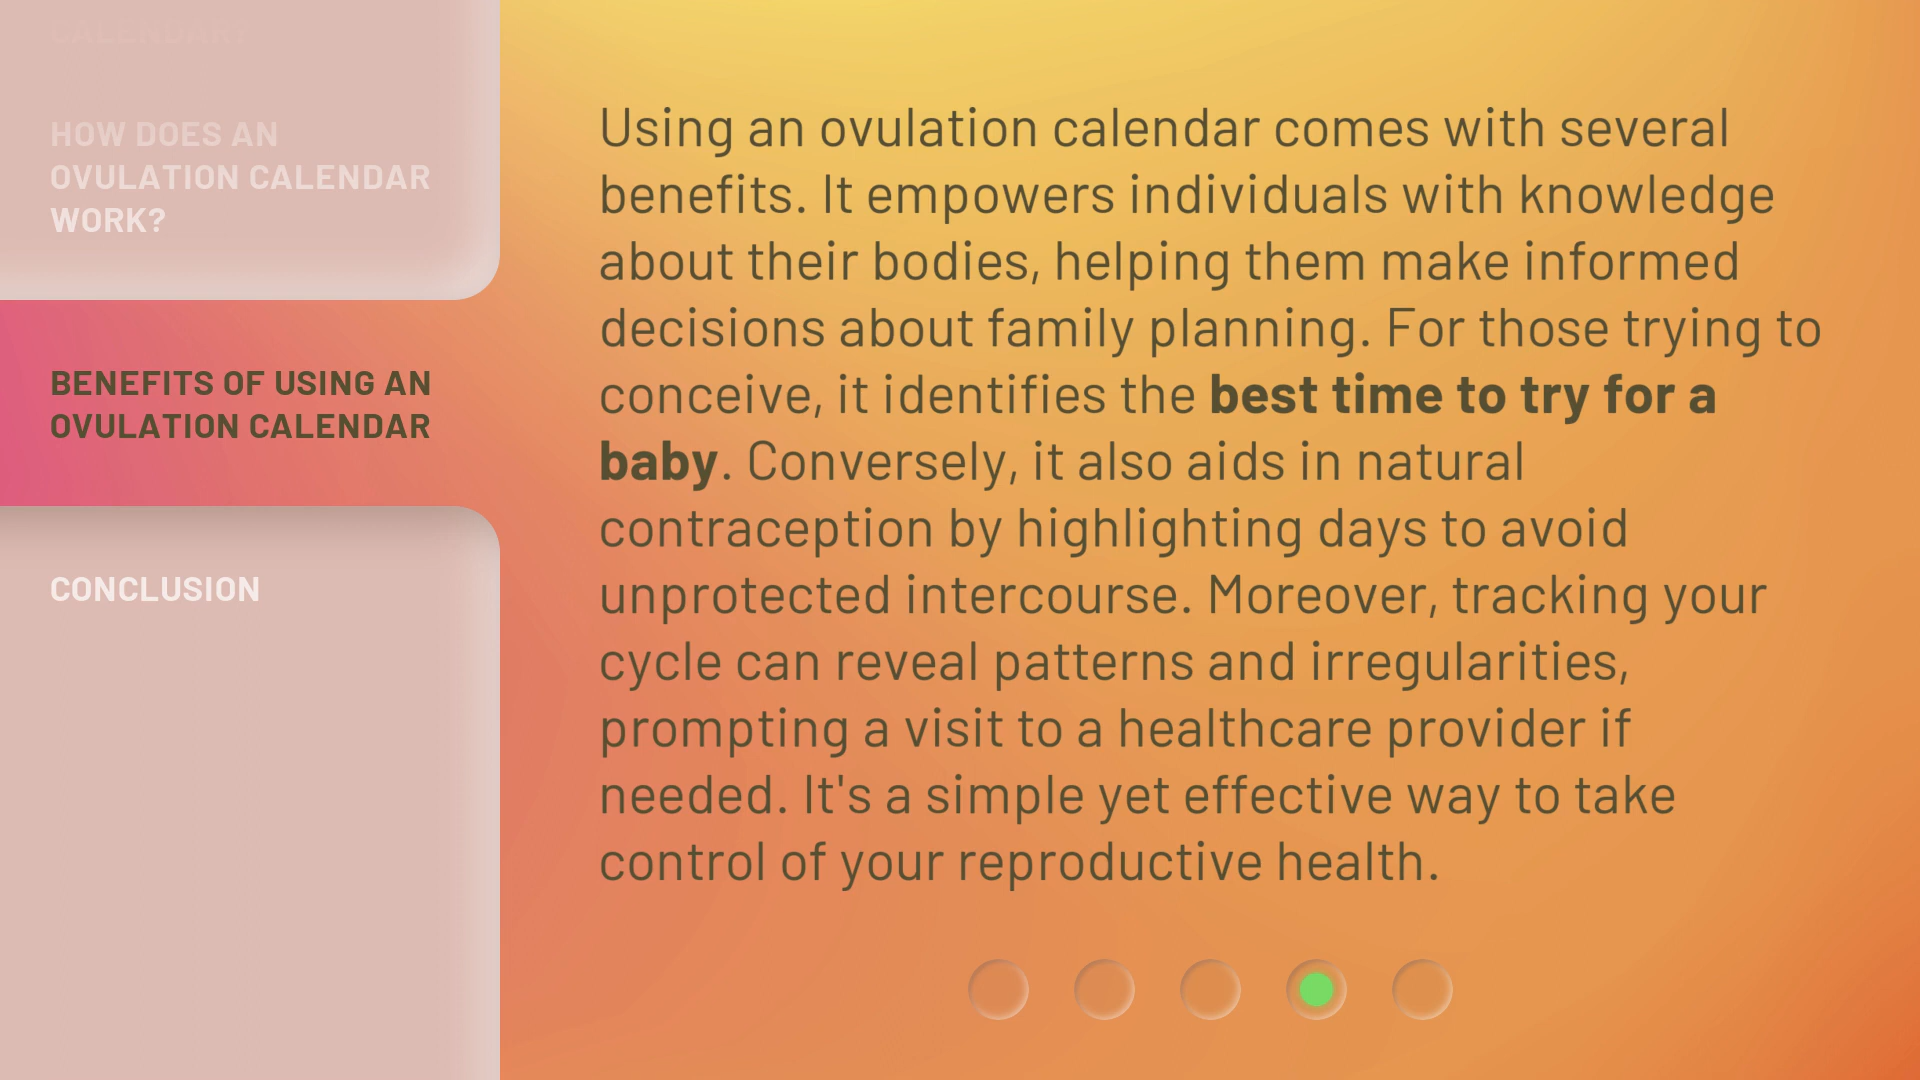 CALENDAR?
HOW DOES AN
OVULATION CALENDAR
WORK?
BENEFITS OF USING AN
OVULATION CALENDAR
CONCLUSION
Using an ovulation calendar comes with several
benefits. It empowers individuals with knowledge
about their bodies, helping them make informed
decisions about family planning. For those trying to
conceive, it identifies the best time to try for a
baby. Conversely, it also aids in natural
contraception by highlighting days to avoid
unprotected intercourse. Moreover, tracking your
cycle can reveal patterns and irregularities,
prompting a visit to a healthcare provider if
needed. It's a simple yet effective way to take
control of your reproductive health.